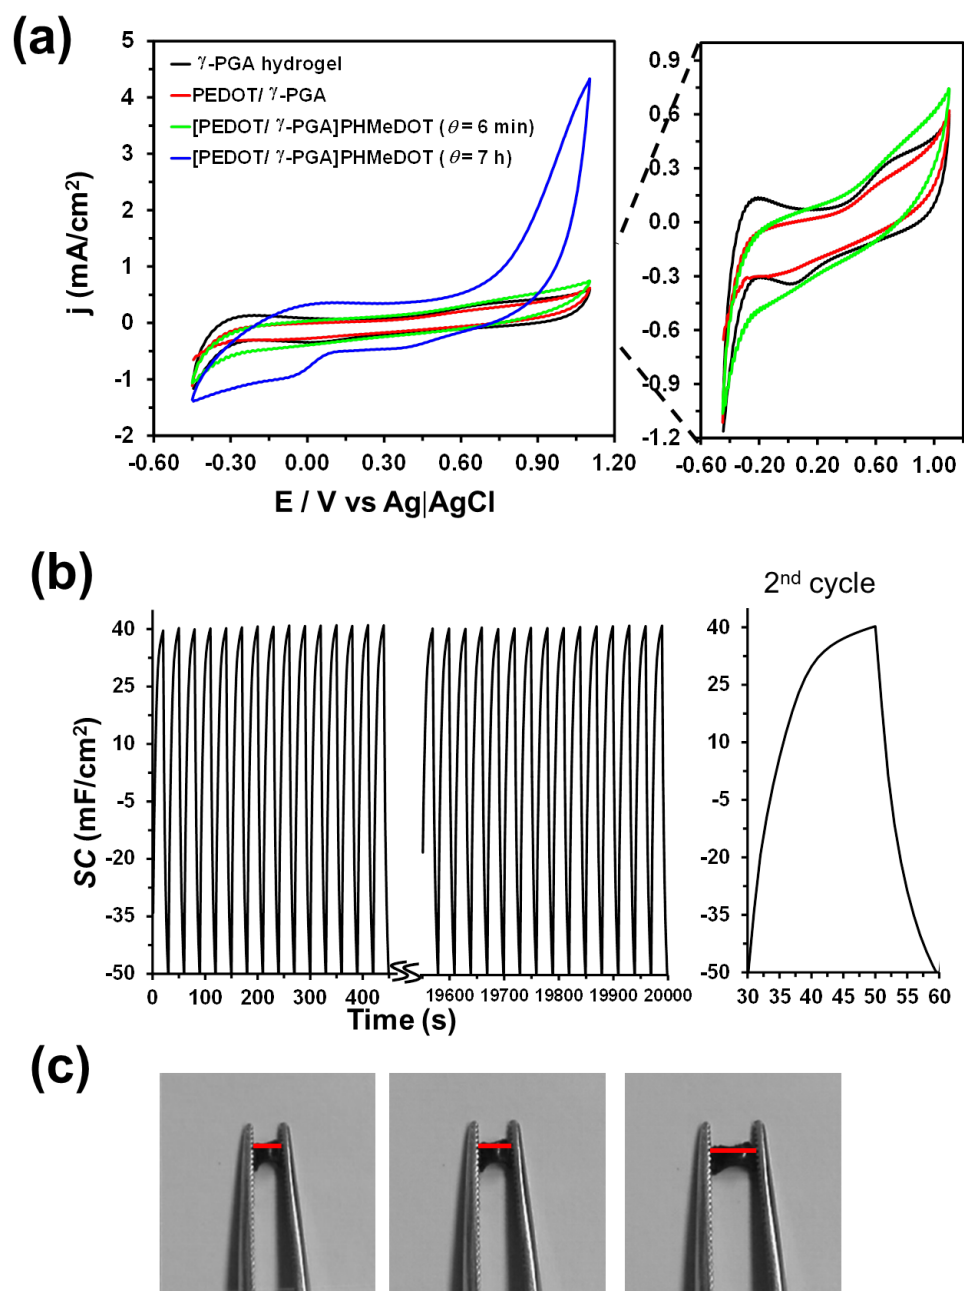 (a)
γ-PGA hydrogel
PEDOT/ γ-PGA
[PEDOT/ γ-PGA]PHMeDOT (θ= 6 min)
[PEDOT/ γ-PGA]PHMeDOT (θ= 7 h)
5
4
3
2
1
0
-1
-2
j (mA/cm²)
-0.60 -0.30 0.00 0.30 0.60 0.90 1.20
E / V vs Ag|AgCl
0.9
0.6
0.3
0.0
-0.3
-0.6
-0.9
-1.2
-0.60 -0.20 0.20 0.60 1.00
(b)
2nd cycle
40
25
10
-5
-20
-35
-50
SC (mF/cm²)
0 100 200 300 400
19600 19700 19800 19900 20000
Time (s)
40
25
10
-5
-20
-35
-50
30 35 40 45 50 55 60
(c)